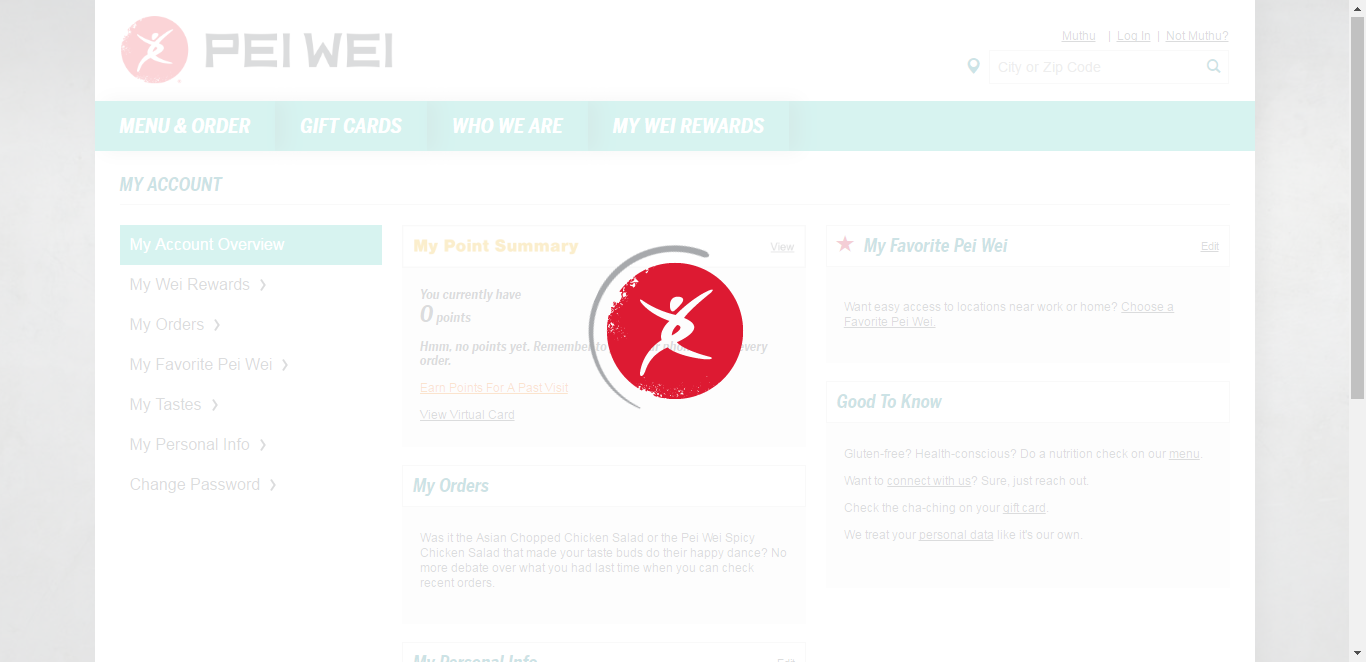 PEI WEI
Muthu | Log In | Not Muthu?
City or Zip Code
MENU & ORDER
GIFT CARDS
WHO WE ARE
MY WEI REWARDS
MY ACCOUNT
My Account Overview
My Wei Rewards
My Orders
My Favorite Pei Wei
My Tastes
My Personal Info
Change Password
My Point Summary
View
You currently have
0 points
Hmm, no points yet. Remember to every
order.
Earn Points For A Past Visit
View Virtual Card
My Orders
Was it the Asian Chopped Chicken Salad or the Pei Wei Spicy
Chicken Salad that made your taste buds do their happy dance? No
more debate over what you had last time when you can check
recent orders.
My Personal Info
Edit
My Favorite Pei Wei
Edit
Want easy access to locations near work or home? Choose a
Favorite Pei Wei.
Good To Know
Gluten-free? Health-conscious? Do a nutrition check on our menu.
Want to connect with us? Sure, just reach out.
Check the cha-ching on your gift card.
We treat your personal data like it's our own.